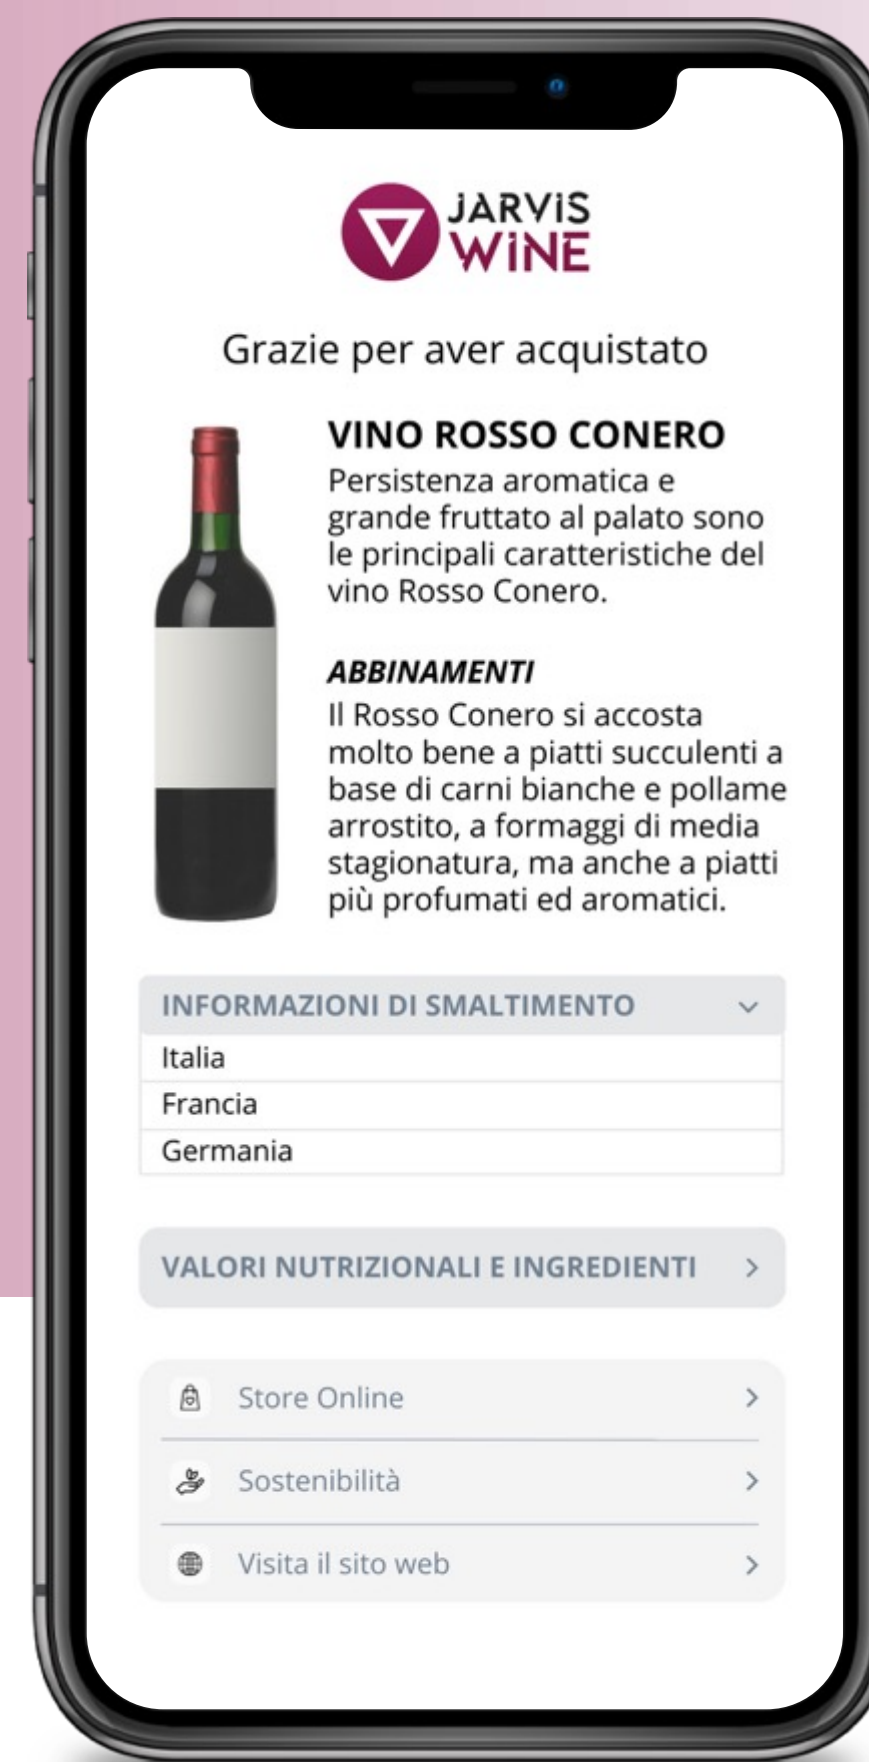 JARVIS
WINE
Grazie per aver acquistato
VINO ROSSO CONERO
Persistenza aromatica e
grande fruttato al palato sono
le principali caratteristiche del
vino Rosso Conero.
ABBINAMENTI
Il Rosso Conero si accosta
molto bene a piatti succulenti a
base di carni bianche e pollame
arrostito, a formaggi di media
stagionatura, ma anche a piatti
più profumati ed aromatici.
INFORMAZIONI DI SMALTIMENTO
Italia
Francia
Germania
VALORI NUTRIZIONALI E INGREDIENTI
Store Online
Sostenibilità
Visita il sito web